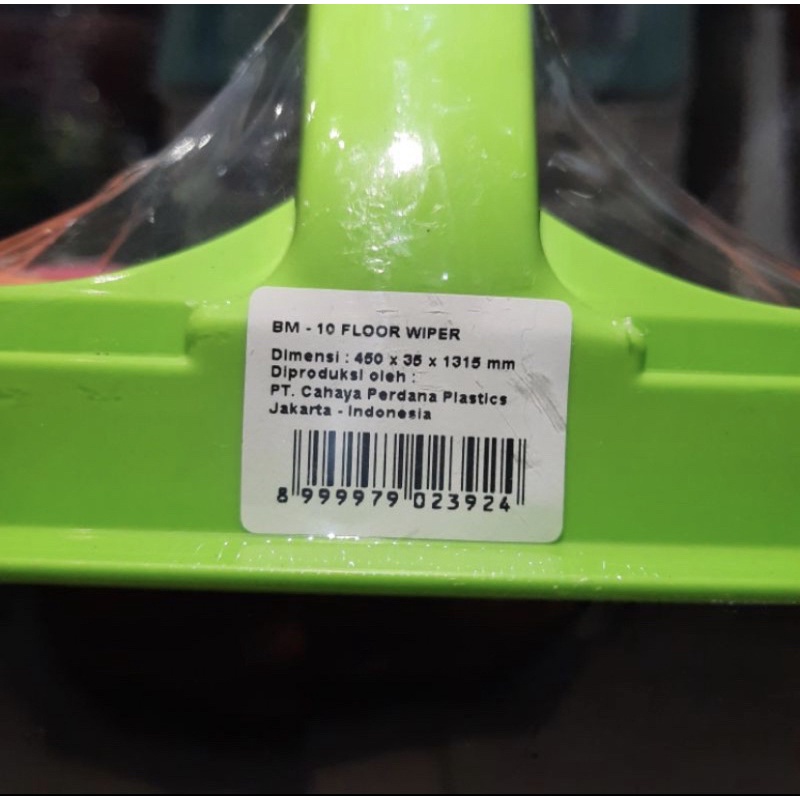 BM - 10 FLOOR WIPER
Dimensi : 450 x 35 x 1315 mm
Diproduksi oleh :
PT. Cahaya Perdana Plastics
Jakarta - Indonesia
8 999979 023924